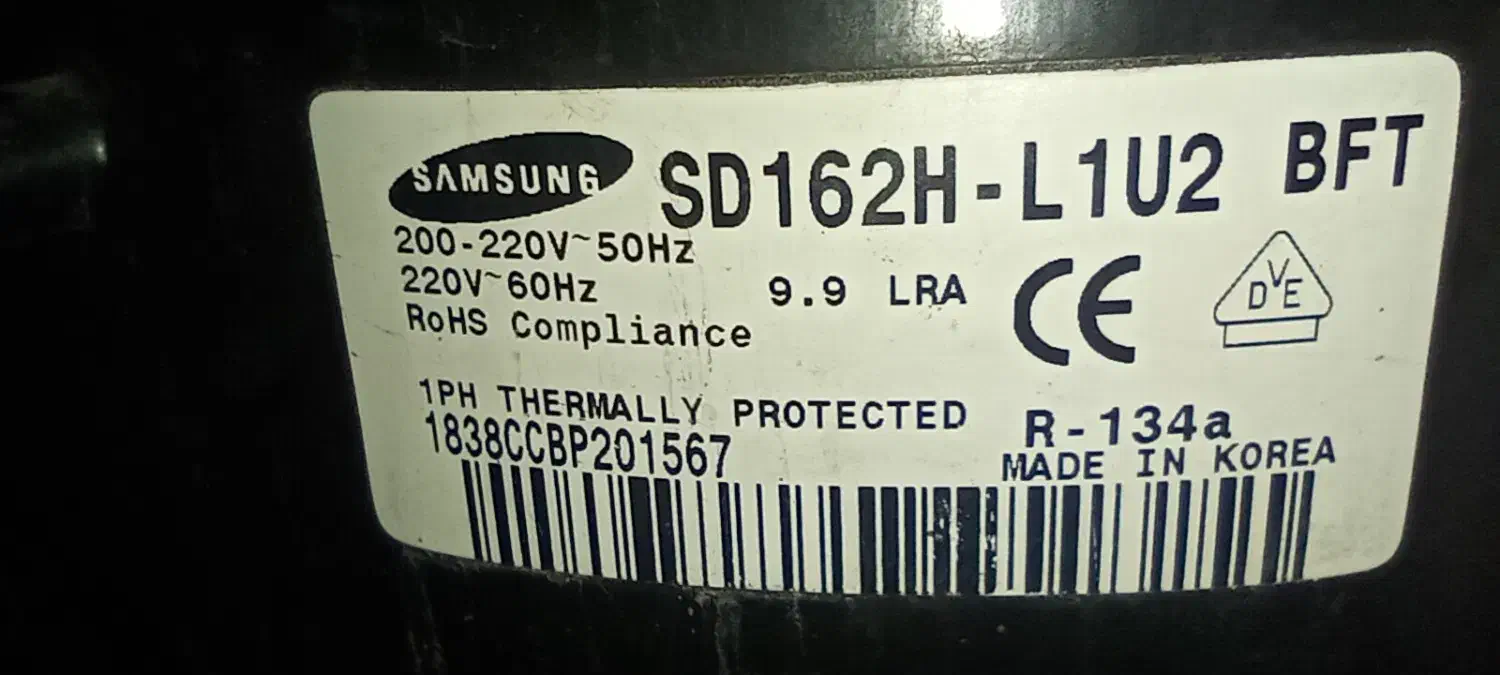 SAMSUNG SD162H-L1U2 BFT
200-220V~50Hz
220V~60Hz 9.9 LRA
RoHS Compliance
CE
DVE
1PH THERMALLY PROTECTED R-134a
1838CCBP201567
MADE IN KOREA